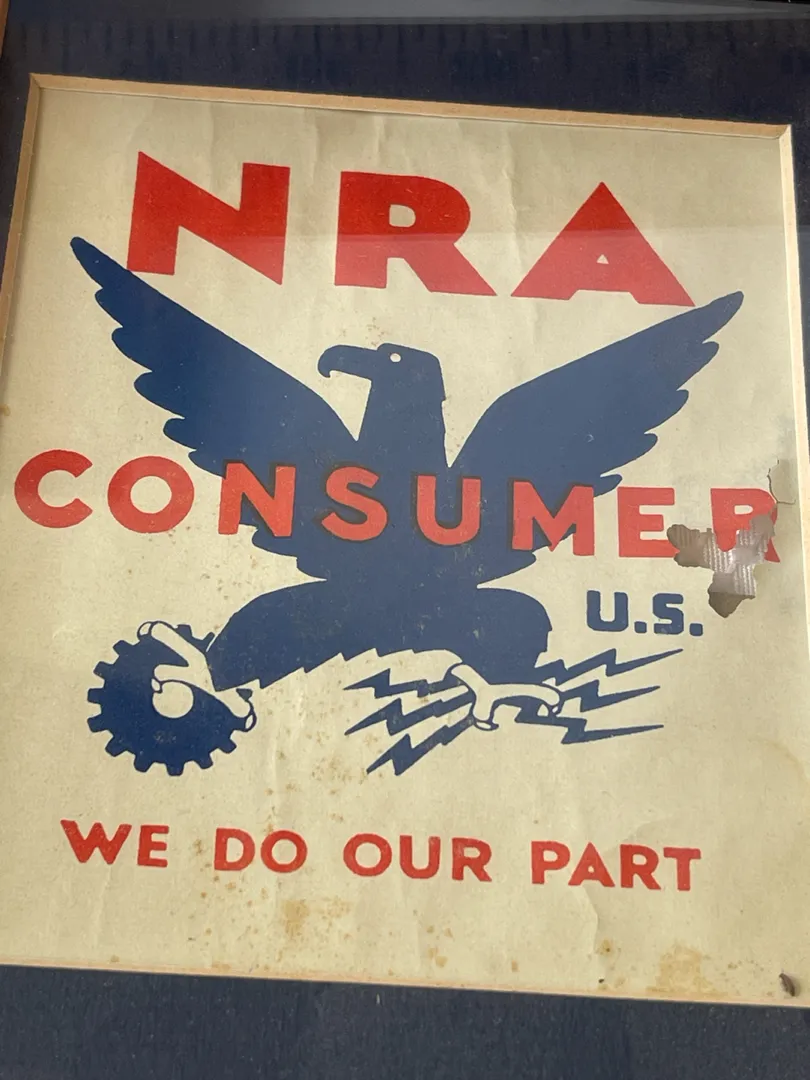 NRA
CONSUMER
U.S.
WE DO OUR PART